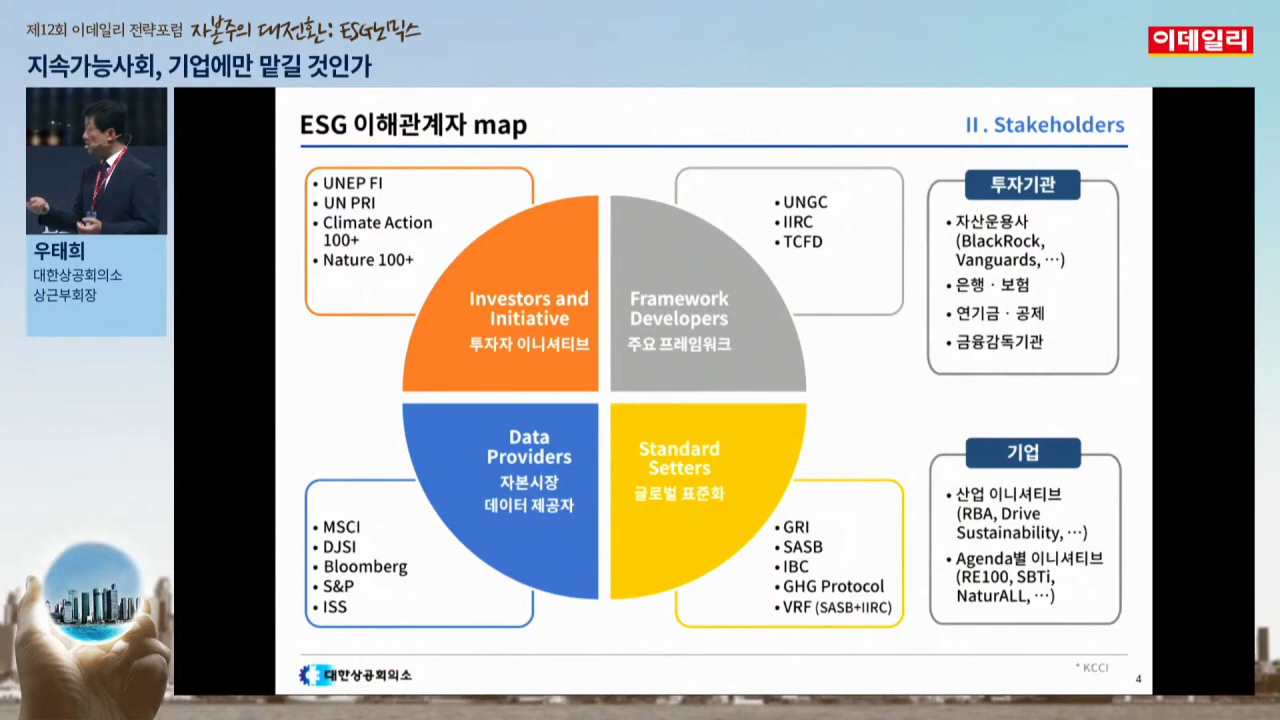 제12회 이데일리 전략포럼 자본주의 대전환: ESG노믹스
지속가능사회, 기업에만 맡길 것인가
이데일리
우태희
대한상공회의소
상근부회장
ESG 이해관계자 map
II. Stakeholders
• UNEP FI
• UN PRI
• Climate Action
100+
• Nature 100+
Investors and
Initiative
투자자 이니셔티브
• UNGC
• IIRC
• TCFD
Framework
Developers
주요 프레임워크
Data
Providers
자본시장
데이터 제공자
• MSCI
• DJSI
• Bloomberg
• S&P
• ISS
Standard
Setters
글로벌 표준화
• GRI
• SASB
• IBC
• GHG Protocol
• VRF (SASB+IIRC)
투자기관
• 자산운용사
(BlackRock,
Vanguards, …)
• 은행 · 보험
• 연기금 · 공제
• 금융감독기관
기업
• 산업 이니셔티브
(RBA, Drive
Sustainability, …)
• Agenda별 이니셔티브
(RE100, SBTi,
NaturALL, …)
대한상공회의소
* KCCI
4